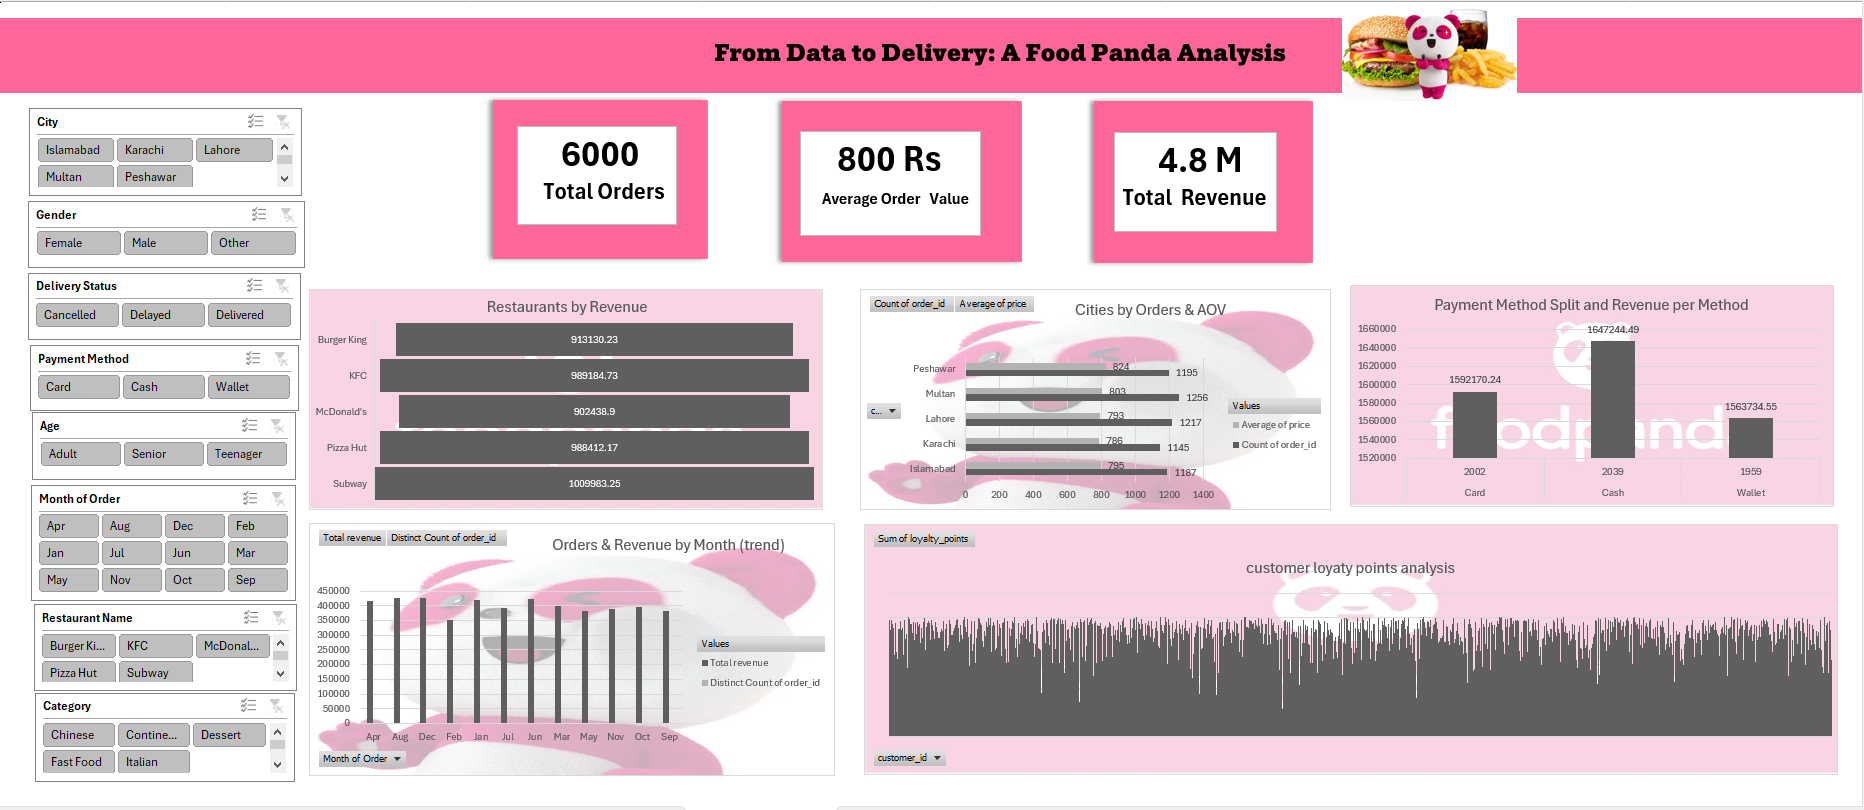 From Data to Delivery: A Food Panda Analysis
City
Islamabad Karachi Lahore
Multan Peshawar
Gender
Female Male Other
Delivery Status
Cancelled Delayed Delivered
Payment Method
Card Cash Wallet
Age
Adult Senior Teenager
Month of Order
Apr Aug Dec Feb
Jan Jul Jun Mar
May Nov Oct Sep
Restaurant Name
Burger Ki... KFC McDonal...
Pizza Hut Subway
Category
Chinese Contine... Dessert
Fast Food Italian
6000
Total Orders
800 Rs
Average Order Value
4.8 M
Total Revenue
Restaurants by Revenue
Burger King 913130.23
KFC 989184.73
McDonald's 902438.9
Pizza Hut 988412.17
Subway 1009983.25
Count of order_id Average of price
Cities by Orders & AOV
Peshawar 824 1195
Multan 803 1256
Lahore 793 1217
Karachi 786 1145
Islamabad 795 1187
0 200 400 600 800 1000 1200 1400
c...
Values
Average of price
Count of order_id
Payment Method Split and Revenue per Method
1660000
1640000
1620000
1600000
1580000
1560000
1540000
1520000
1592170.24
1647244.49
1563734.55
foodpanda
2002 2039 1959
Card Cash Wallet
Total revenue Distinct Count of order_id
Orders & Revenue by Month (trend)
450000
400000
350000
300000
250000
200000
150000
100000
50000
0
Apr Aug Dec Feb Jan Jul Jun Mar May Nov Oct Sep
Values
Total revenue
Distinct Count of order_id
Month of Order
Sum of loyalty_points
customer loyaty points analysis
customer_id